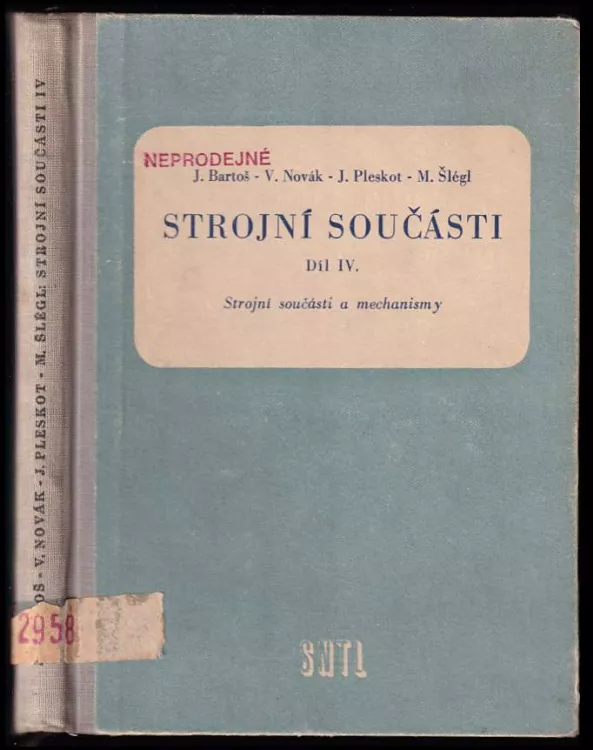 NEPRODEJNÉ
J. Bartoš - V. Novák - J. Pleskot - M. Šlégl
STROJNÍ SOUČÁSTI
Díl IV.
Strojní součásti a mechanismy
SNTL
OŠ - V. NOVÁK - J. PLESKOT - M. ŠLÉGL: STROJNÍ SOUČÁSTI IV
2958